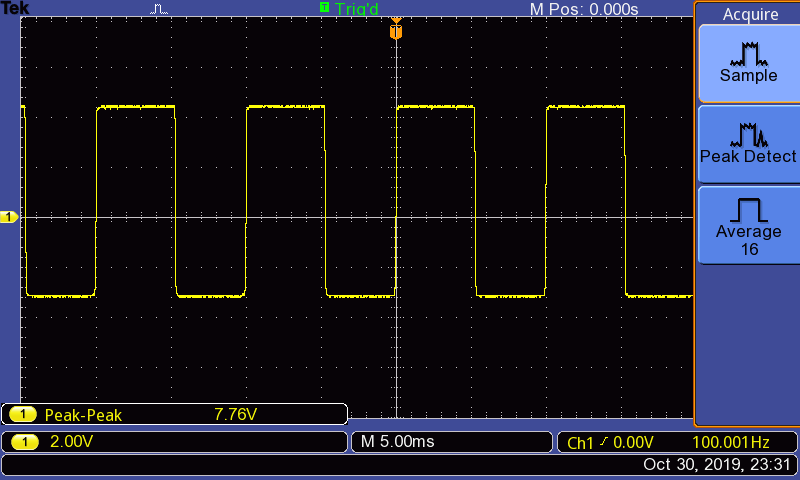 Tek
T Trig'd
M Pos: 0.000s
T
Acquire
Sample
Peak Detect
Average
16
1
1 Peak-Peak 7.76V
1 2.00V
M 5.00ms
Ch1 0.00V 100.001Hz
Oct 30, 2019, 23:31